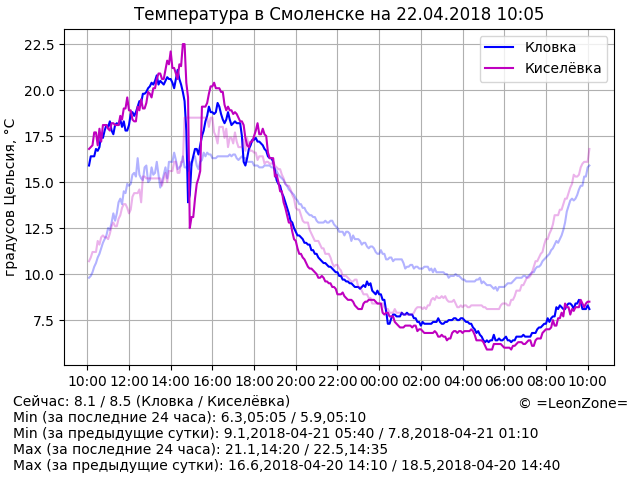 Температура в Смоленске на 22.04.2018 10:05
градусов Цельсия, °C
22.5
20.0
17.5
15.0
12.5
10.0
7.5
Кловка
Киселёвка
10:00 12:00 14:00 16:00 18:00 20:00 22:00 00:00 02:00 04:00 06:00 08:00 10:00
Сейчас: 8.1 / 8.5 (Кловка / Киселёвка)
© =LeonZone=
Min (за последние 24 часа): 6.3,05:05 / 5.9,05:10
Min (за предыдущие сутки): 9.1,2018-04-21 05:40 / 7.8,2018-04-21 01:10
Max (за последние 24 часа): 21.1,14:20 / 22.5,14:35
Max (за предыдущие сутки): 16.6,2018-04-20 14:10 / 18.5,2018-04-20 14:40